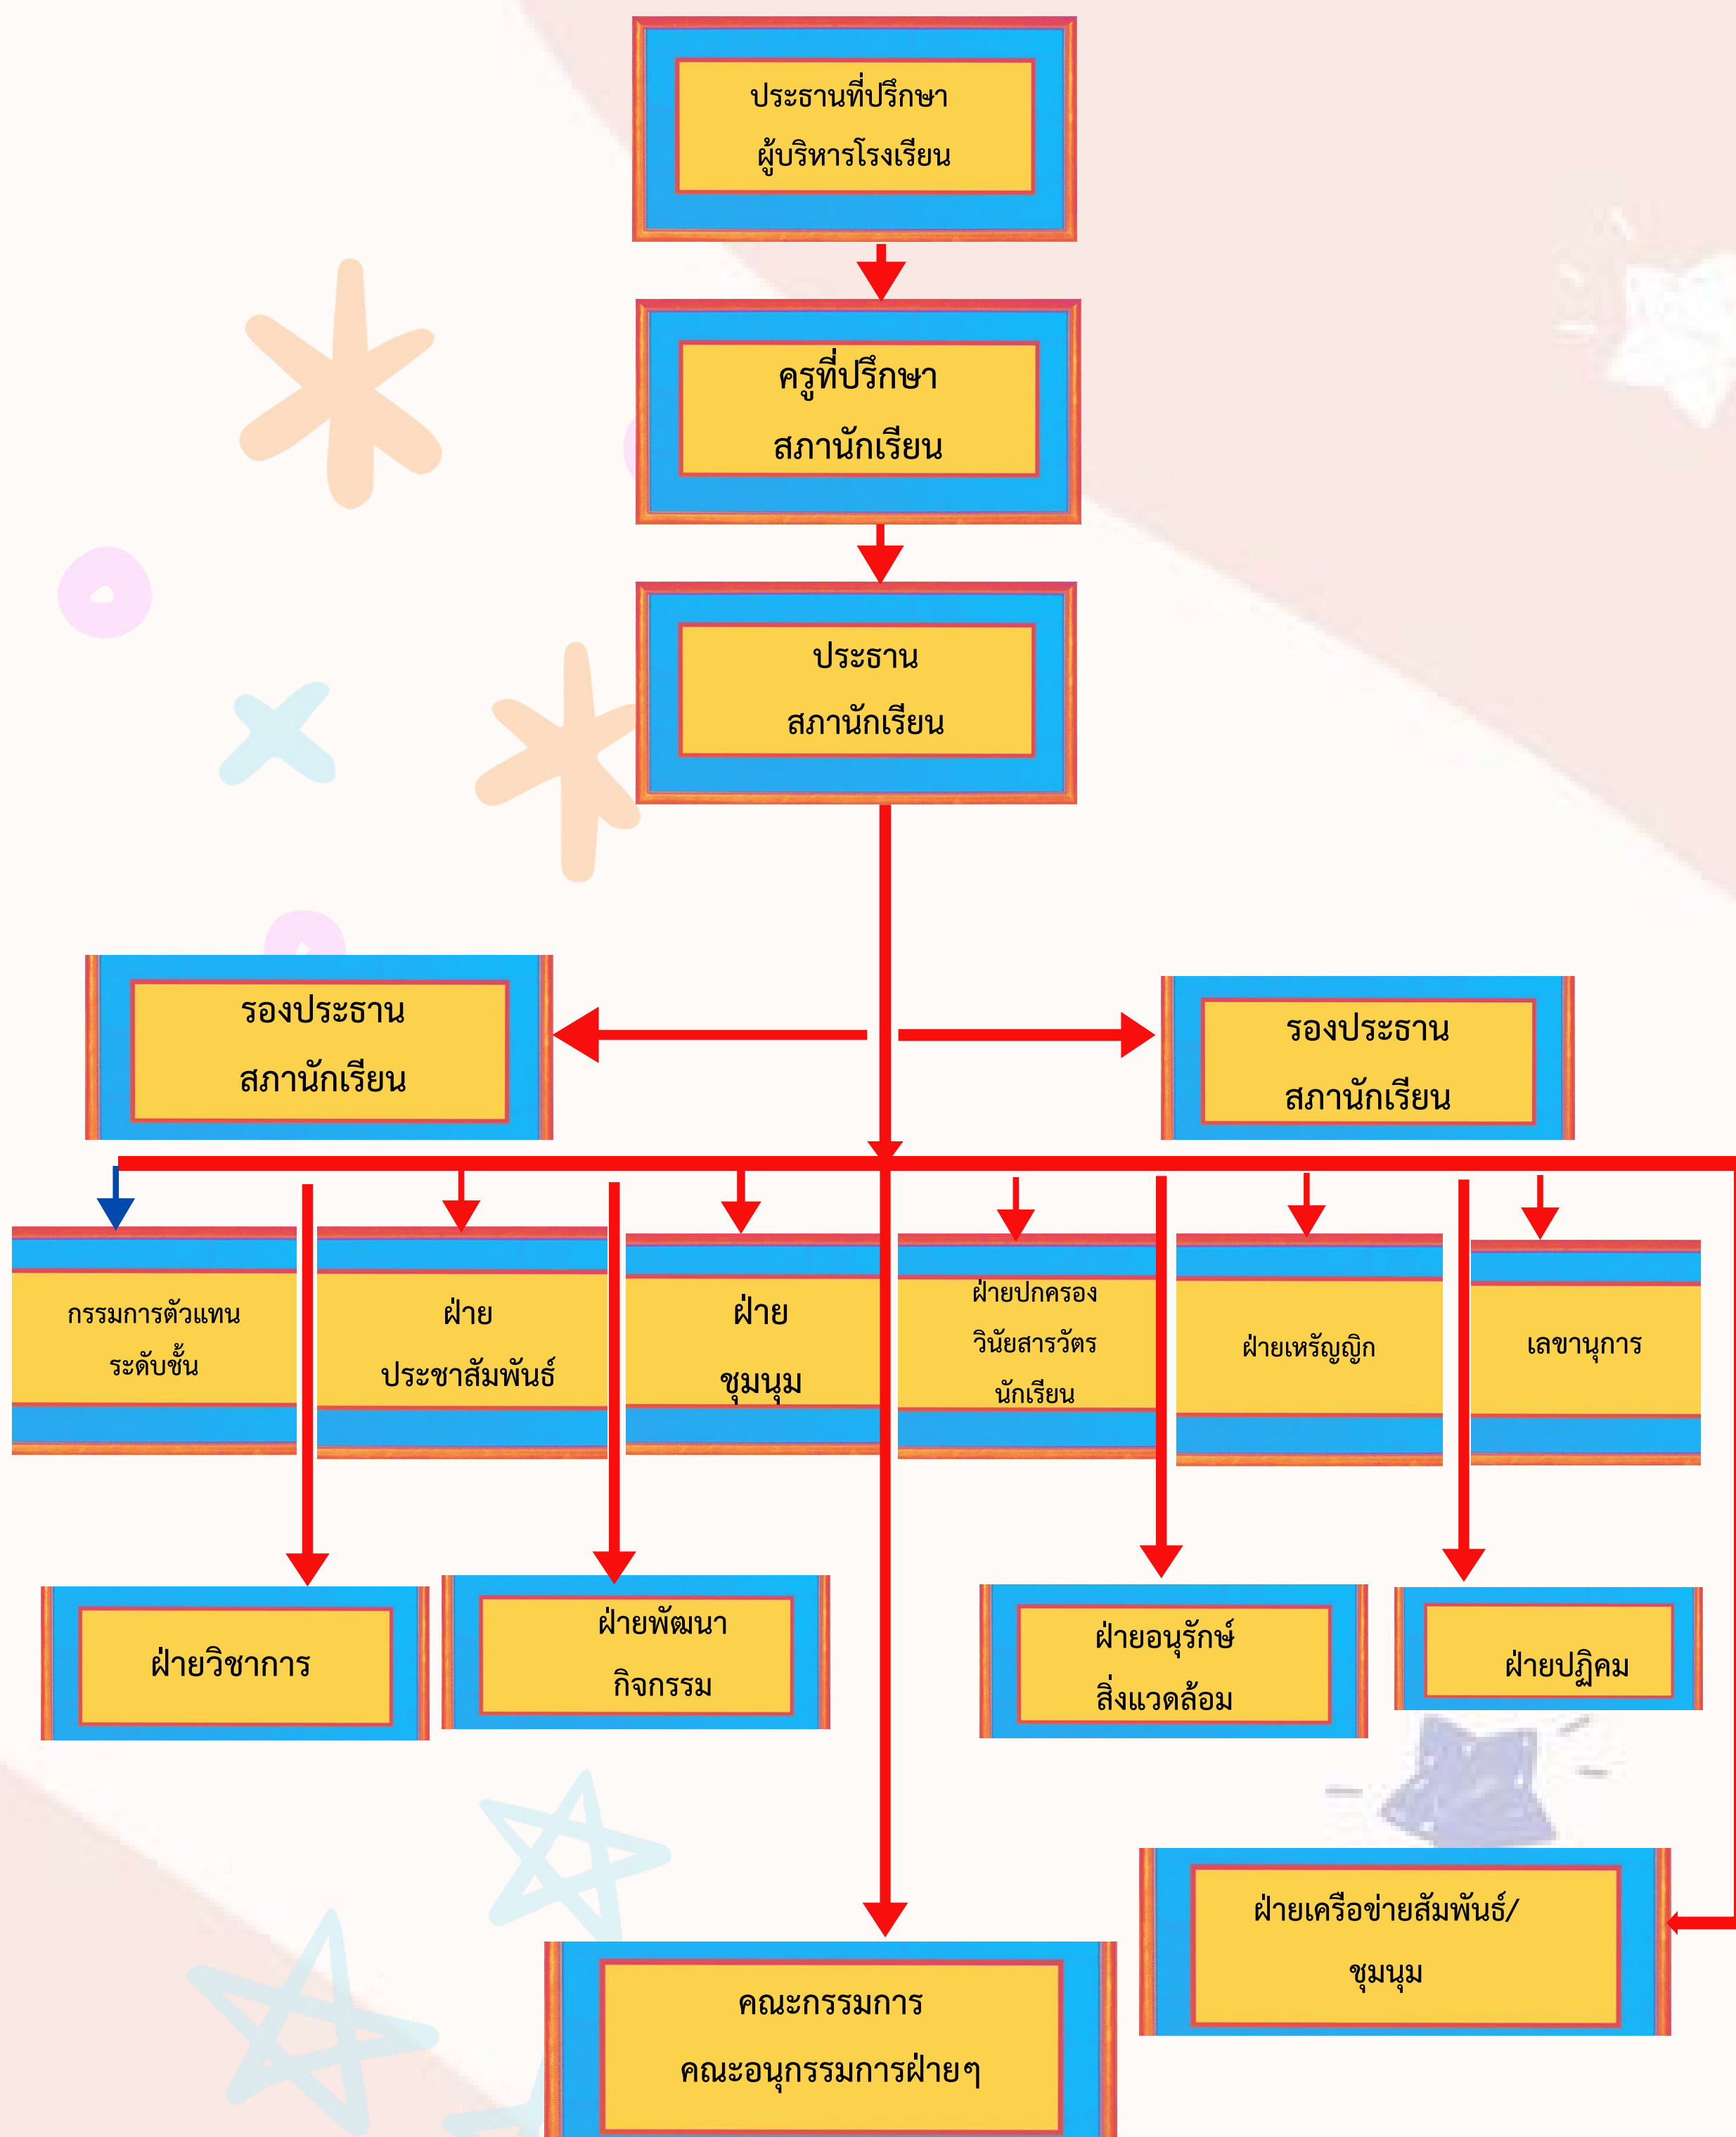 ประธานที่ปรึกษา
ผู้บริหารโรงเรียน
ครูที่ปรึกษา
สภานักเรียน
ประธาน
สภานักเรียน
รองประธาน
สภานักเรียน
รองประธาน
สภานักเรียน
กรรมการตัวแทน
ระดับชั้น
ฝ่าย
ประชาสัมพันธ์
ฝ่าย
ชุมนุม
ฝ่ายปกครอง
วินัยสารวัตร
นักเรียน
ฝ่ายเหรัญญิก
เลขานุการ
ฝ่ายวิชาการ
ฝ่ายพัฒนา
กิจกรรม
ฝ่ายอนุรักษ์
สิ่งแวดล้อม
ฝ่ายปฏิคม
ฝ่ายเครือข่ายสัมพันธ์/
ชุมนุม
คณะกรรมการ
คณะอนุกรรมการฝ่ายๆ